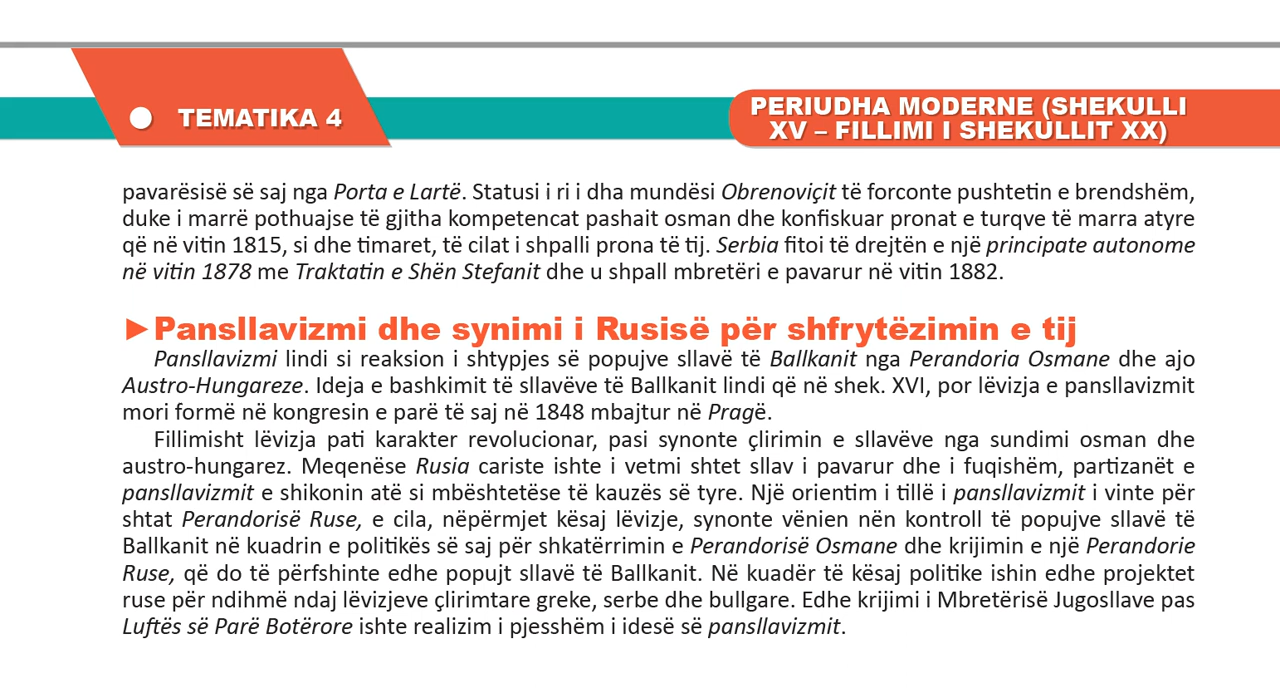 TEMATIKA 4
PERIUDHA MODERNE (SHEKULLI
XV – FILLIMI I SHEKULLIT XX)
pavarësisë së saj nga Porta e Lartë. Statusi i ri i dha mundësi Obrenoviçit të forconte pushtetin e brendshëm,
duke i marrë pothuajse të gjitha kompetencat pashait osman dhe konfiskuar pronat e turqve të marra atyre
që në vitin 1815, si dhe timaret, të cilat i shpalli prona të tij. Serbia fitoi të drejtën e një principate autonome
në vitin 1878 me Traktatin e Shën Stefanit dhe u shpall mbretëri e pavarur në vitin 1882.
►Pansllavizmi dhe synimi i Rusisë për shfrytëzimin e tij
Pansllavizmi lindi si reaksion i shtypjes së popujve sllavë të Ballkanit nga Perandoria Osmane dhe ajo
Austro-Hungareze. Ideja e bashkimit të sllavëve të Ballkanit lindi që në shek. XVI, por lëvizja e pansllavizmit
mori formë në kongresin e parë të saj në 1848 mbajtur në Pragë.
Fillimisht lëvizja pati karakter revolucionar, pasi synonte çlirimin e sllavëve nga sundimi osman dhe
austro-hungarez. Meqenëse Rusia cariste ishte i vetmi shtet sllav i pavarur dhe i fuqishëm, partizanët e
pansllavizmit e shikonin atë si mbështetëse të kauzës së tyre. Një orientim i tillë i pansllavizmit i vinte për
shtat Perandorisë Ruse, e cila, nëpërmjet kësaj lëvizje, synonte vënien nën kontroll të popujve sllavë të
Ballkanit në kuadrin e politikës së saj për shkatërrimin e Perandorisë Osmane dhe krijimin e një Perandorie
Ruse, që do të përfshinte edhe popujt sllavë të Ballkanit. Në kuadër të kësaj politike ishin edhe projektet
ruse për ndihmë ndaj lëvizjeve çlirimtare greke, serbe dhe bullgare. Edhe krijimi i Mbretërisë Jugosllave pas
Luftës së Parë Botërore ishte realizim i pjesshëm i idesë së pansllavizmit.